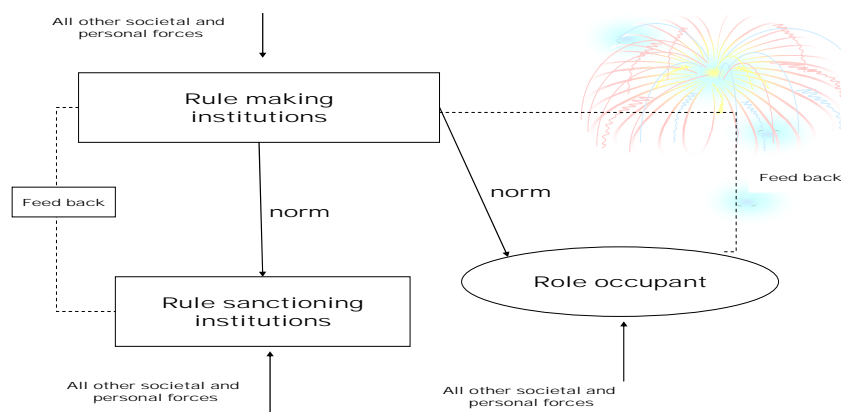 All other societal and
personal forces
Rule making
institutions
Feed back
Feed back
norm
norm
Role occupant
Rule sanctioning
institutions
All other societal and
personal forces
All other societal and
personal forces